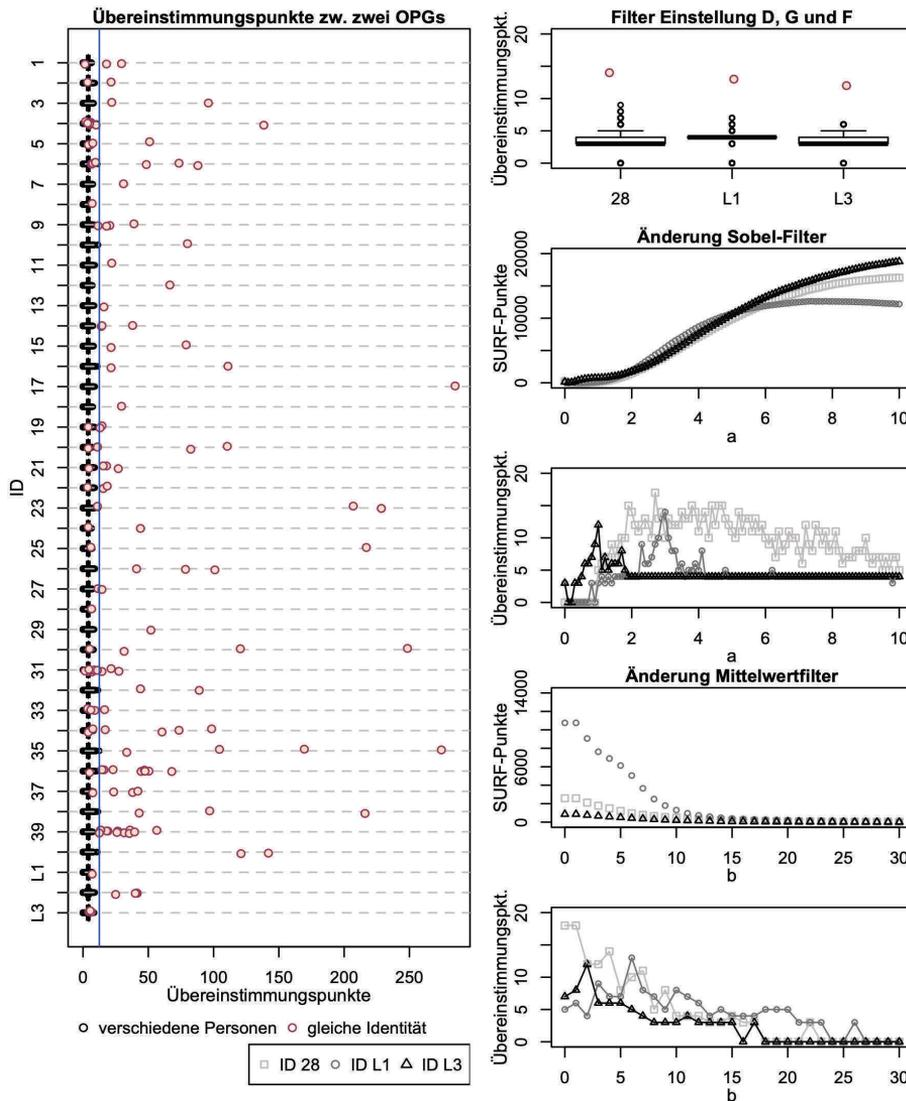 Übereinstimmungspunkte zw. zwei OPGs
ID
1
3
5
7
9
11
13
15
17
19
21
23
25
27
29
31
33
35
37
39
L1
L3
0 50 100 150 200 250
Übereinstimmungspunkte
verschiedene Personen gleiche Identität
ID 28 ID L1 ID L3
Filter Einstellung D, G und F
Übereinstimmungspkt.
20
10
5
0
28 L1 L3
Änderung Sobel-Filter
SURF-Punkte
20000
10000
0
0 2 4 6 8 10
a
Übereinstimmungspkt.
20
10
5
0
0 2 4 6 8 10
a
Änderung Mittelwertfilter
SURF-Punkte
14000
6000
0
0 5 10 15 20 25 30
b
Übereinstimmungspkt.
20
10
5
0
0 5 10 15 20 25 30
b